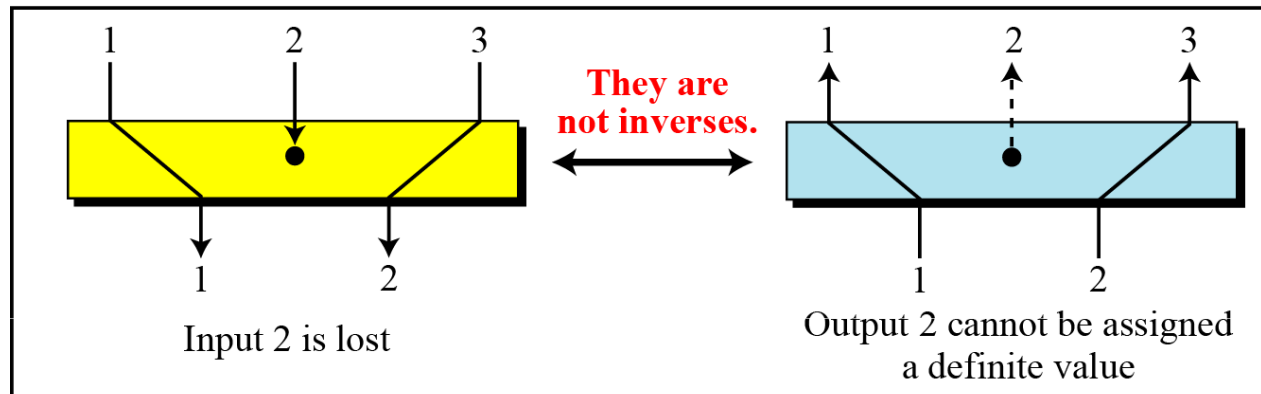 1 2 3
1 2
Input 2 is lost
They are
not inverses.
1 2 3
1 2
Output 2 cannot be assigned
a definite value